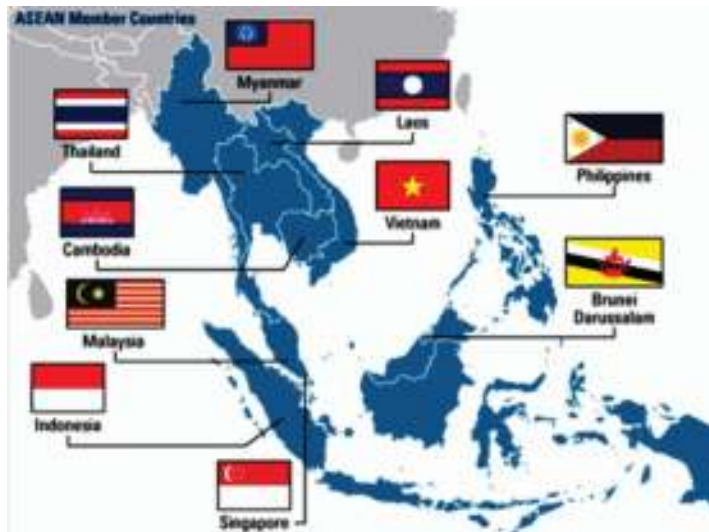 ASEAN Member Countries
Myanmar
Laos
Thailand
Philippines
Cambodia
Vietnam
Brunei
Darussalam
Malaysia
Indonesia
Singapore